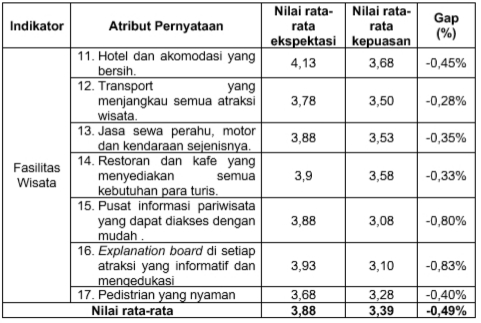 Indikator Atribut Pernyataan Nilai rata-rata ekspektasi Nilai rata-rata kepuasan Gap (%)
Fasilitas Wisata
11. Hotel dan akomodasi yang
bersih. 4,13 3,68 -0,45%
12. Transport yang
menjangkau semua atraksi
wisata. 3,78 3,50 -0,28%
13. Jasa sewa perahu, motor
dan kendaraan sejenisnya. 3,88 3,53 -0,35%
14. Restoran dan kafe yang
menyediakan semua
kebutuhan para turis. 3,9 3,58 -0,33%
15. Pusat informasi pariwisata
yang dapat diakses dengan
mudah . 3,88 3,08 -0,80%
16. Explanation board di setiap
atraksi yang informatif dan
mengedukasi 3,93 3,10 -0,83%
17. Pedistrian yang nyaman 3,68 3,28 -0,40%
Nilai rata-rata 3,88 3,39 -0,49%